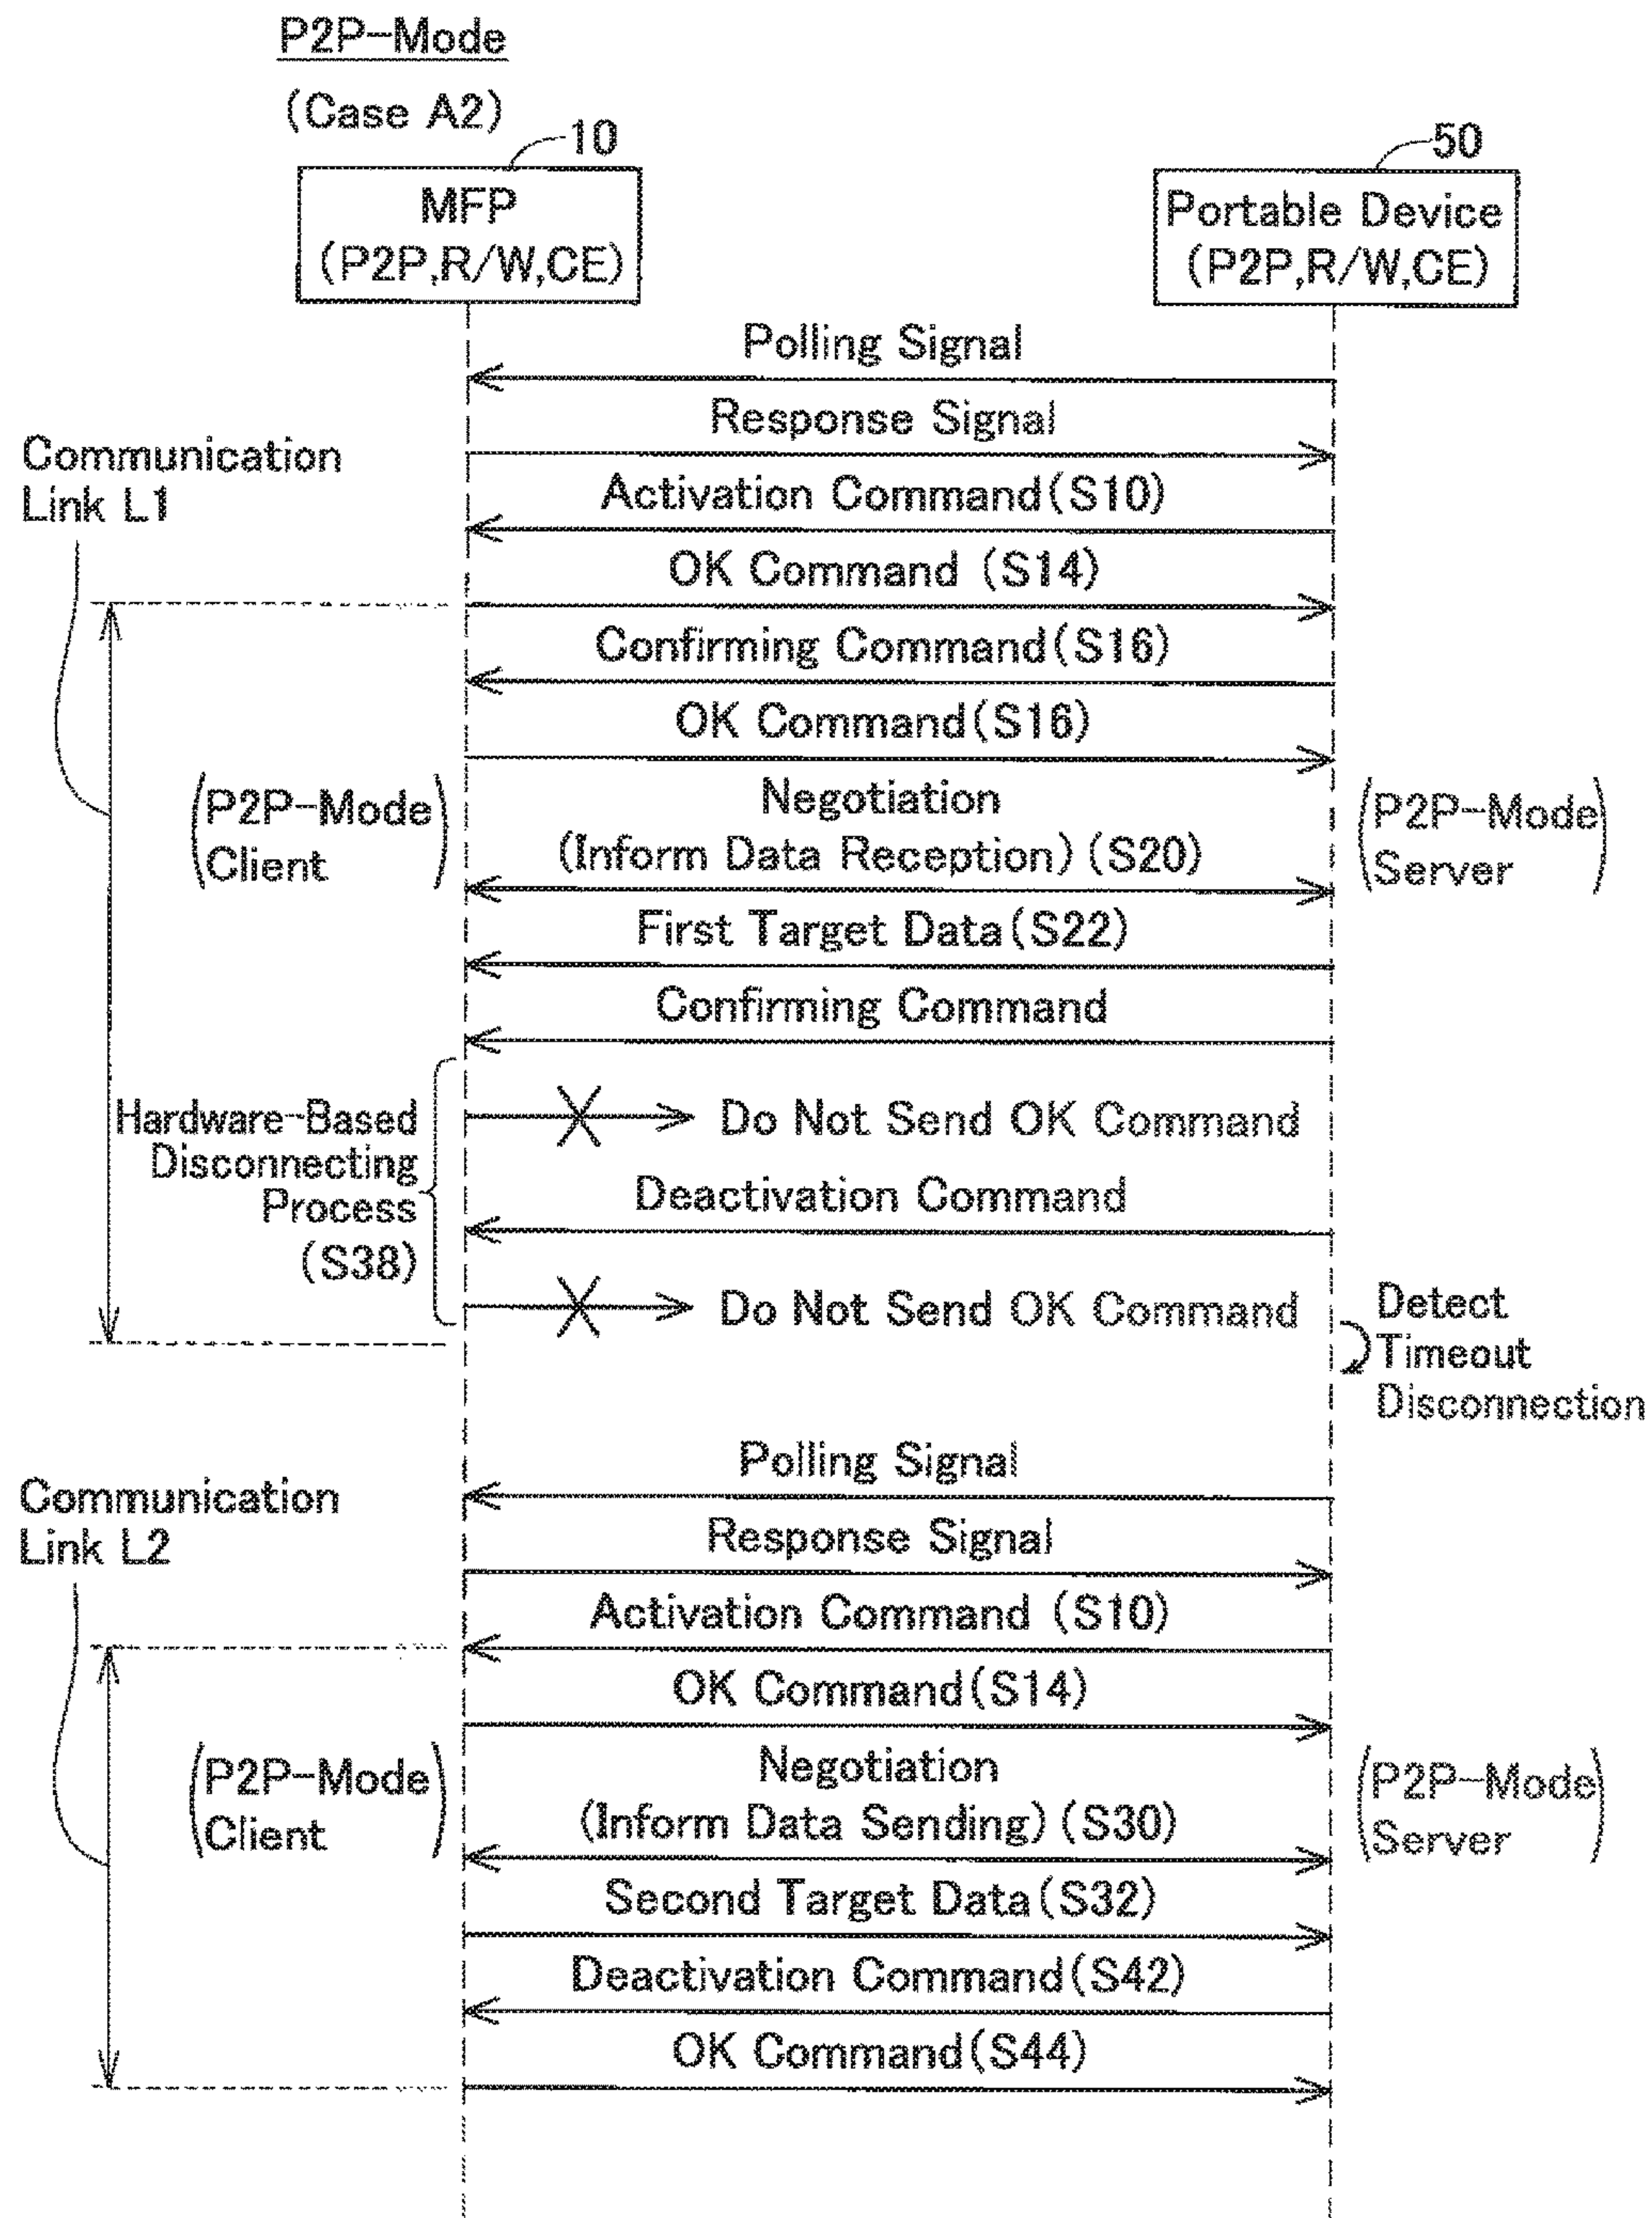 P2P-Mode
(Case A2)
10
50
MFP
(P2P,R/W,CE)
Portable Device
(P2P,R/W,CE)
Polling Signal
Response Signal
Communication
Link L1
Activation Command(S10)
OK Command (S14)
Confirming Command(S16)
OK Command(S16)
(P2P-Mode
Client)
Negotiation
(Inform Data Reception) (S20)
(P2P-Mode
Server)
First Target Data(S22)
Confirming Command
Hardware-Based
Disconnecting
Process
(S38)
Do Not Send OK Command
Deactivation Command
Do Not Send OK Command
Detect
Timeout
Disconnection
Polling Signal
Communication
Link L2
Response Signal
Activation Command (S10)
OK Command(S14)
(P2P-Mode
Client)
Negotiation
(Inform Data Sending) (S30)
(P2P-Mode
Server)
Second Target Data(S32)
Deactivation Command(S42)
OK Command(S44)